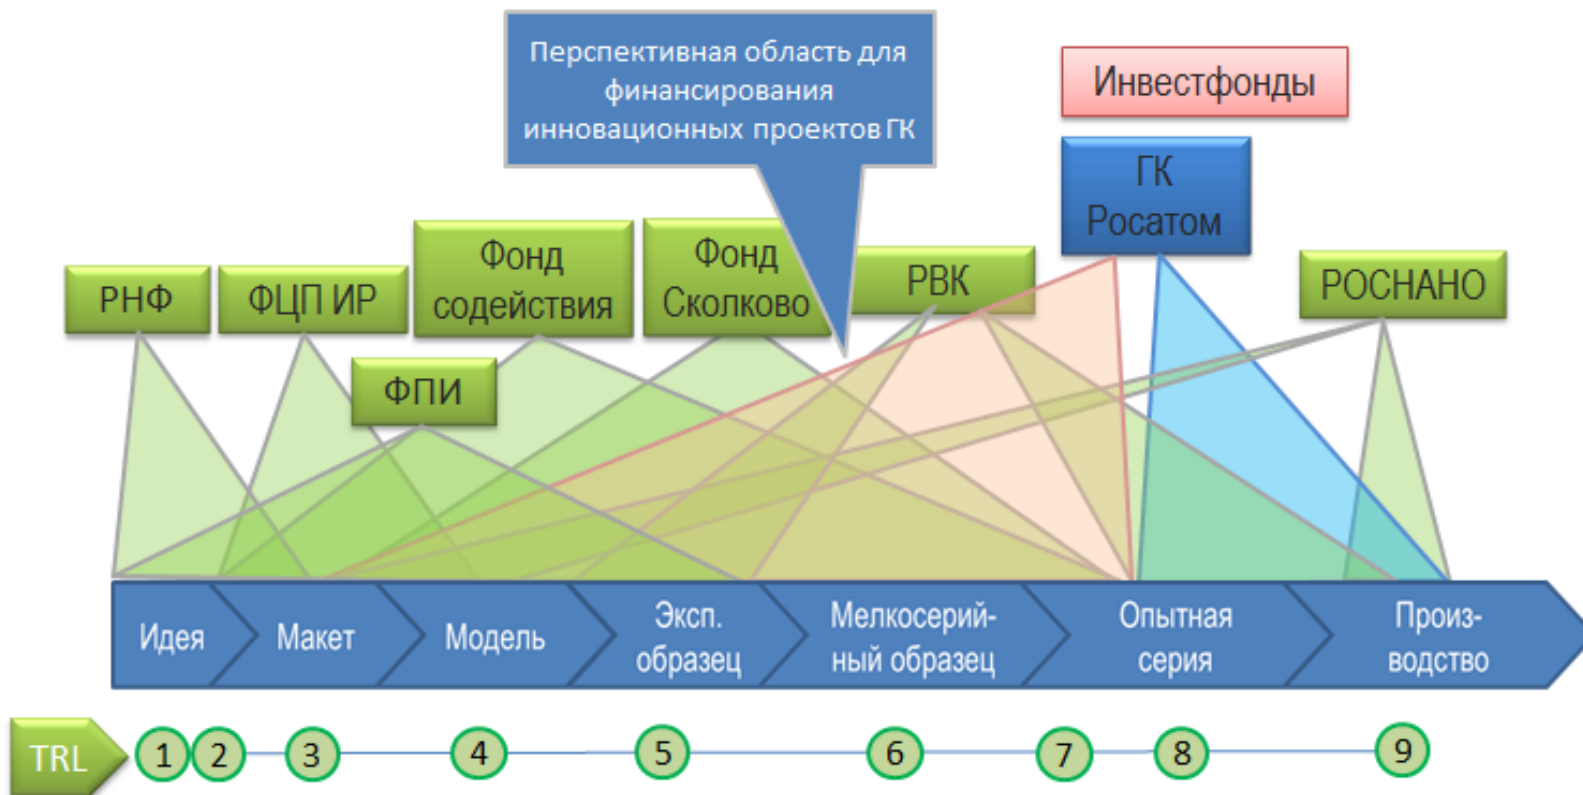 Перспективная область для
финансирования
инновационных проектов ГК
Инвестфонды
ГК
Росатом
РНФ
ФЦП ИР
Фонд
содействия
Фонд
Сколково
РВК
РОСНАНО
ФПИ
Идея
Макет
Модель
Эксп.
образец
Мелкосерий-
ный образец
Опытная
серия
Произ-
водство
TRL
1
2
3
4
5
6
7
8
9